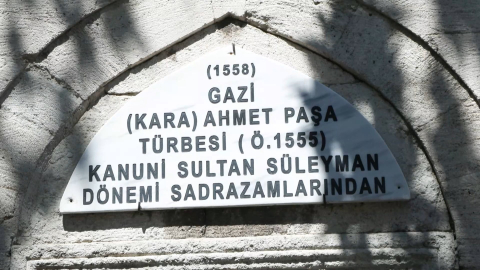 (1558)
GAZİ
(KARA) AHMET PAŞA
TÜRBESİ (Ö.1555)
KANUNİ SULTAN SÜLEYMAN
DÖNEMİ SADRAZAMLARINDAN